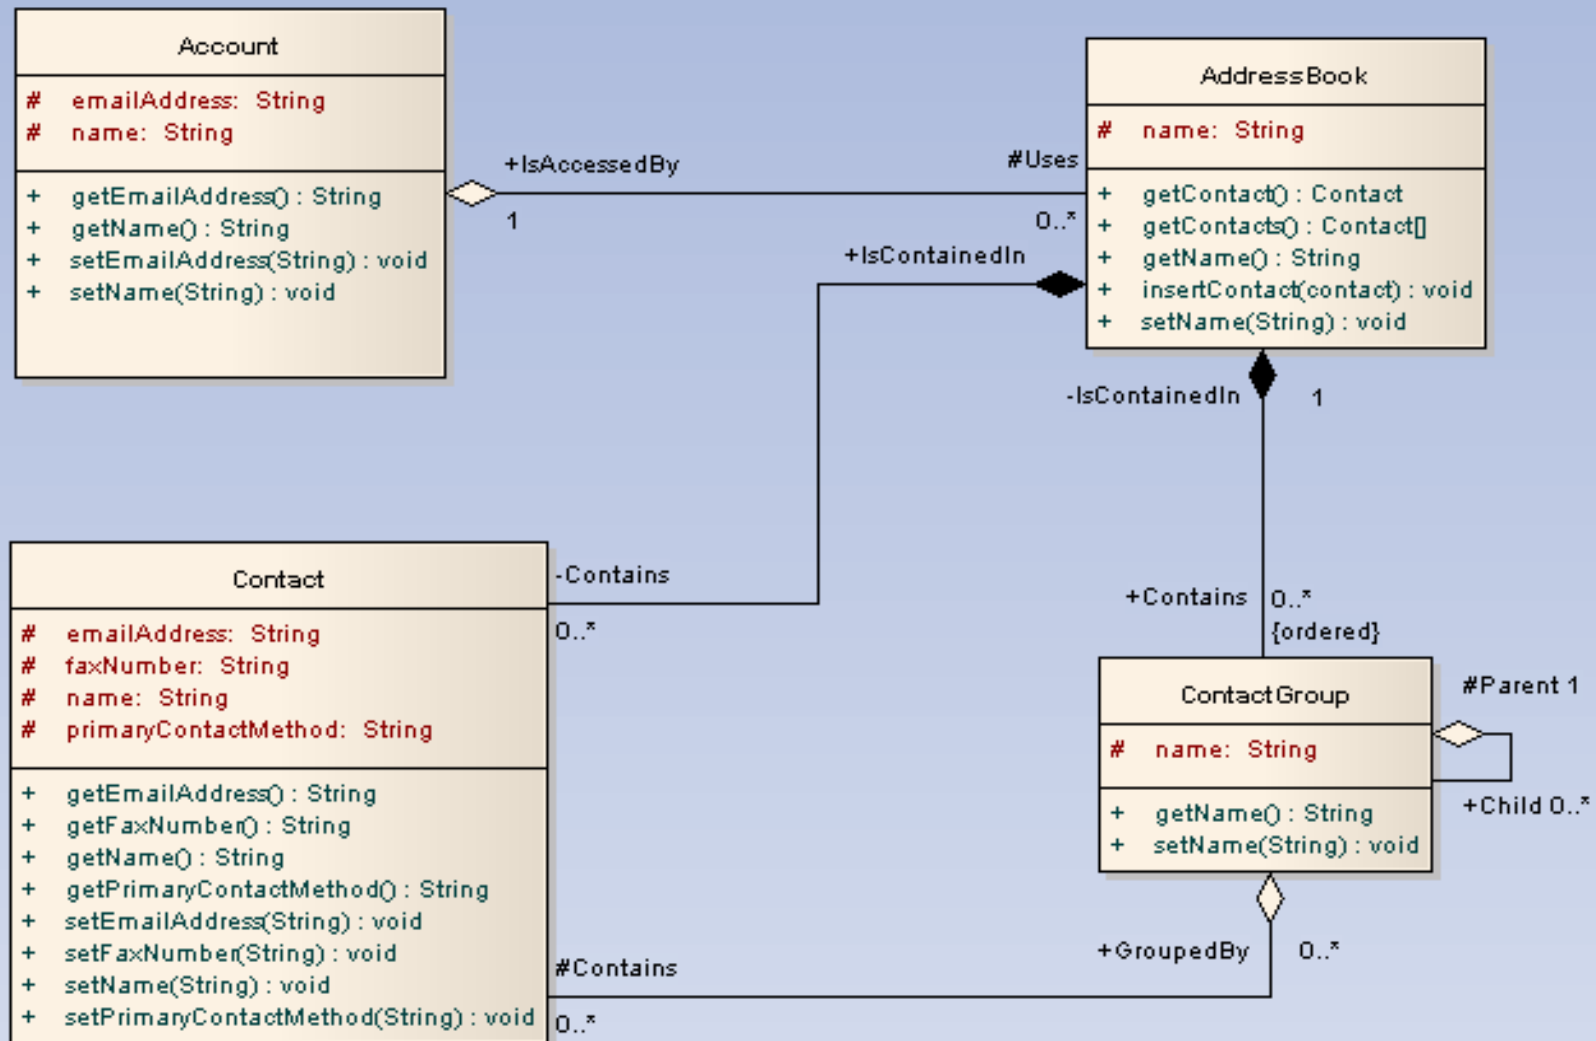 Account
# emailAddress: String
# name: String
+ getEmailAddress() : String
+ getName() : String
+ setEmailAddress(String) : void
+ setName(String) : void
+IsAccessedBy
1
#Uses
0..*
AddressBook
# name: String
+ getContact() : Contact
+ getContacts() : Contact[]
+ getName() : String
+ insertContact(contact) : void
+ setName(String) : void
+IsContainedIn
-IsContainedIn
1
-Contains
0..*
+Contains
0..*
{ordered}
Contact
# emailAddress: String
# faxNumber: String
# name: String
# primaryContactMethod: String
+ getEmailAddress() : String
+ getFaxNumber() : String
+ getName() : String
+ getPrimaryContactMethod() : String
+ setEmailAddress(String) : void
+ setFaxNumber(String) : void
+ setName(String) : void
+ setPrimaryContactMethod(String) : void
ContactGroup
# name: String
+ getName() : String
+ setName(String) : void
#Parent 1
+Child 0..*
+GroupedBy
0..*
#Contains
0..*